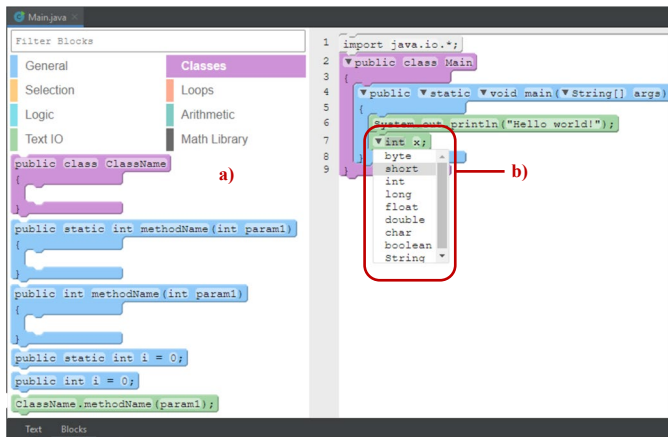 Main.java ×
Filter Blocks
General
Classes
Selection
Loops
Logic
Arithmetic
Text IO
Math Library
public class ClassName
{
}
a)
public static int methodName(int param1)
{
}
public int methodName(int param1)
{
}
public static int i = 0;
public int i = 0;
ClassName.methodName(param1);
1 import java.io.*;
2 ▼public class Main
3 {
4 ▼public ▼static ▼void main(▼String[] args)
5 {
6 System.out.println("Hello world!");
7 ▼int x;
8 }
9 }
byte
short
int
long
float
double
char
boolean
String
b)
Text Blocks